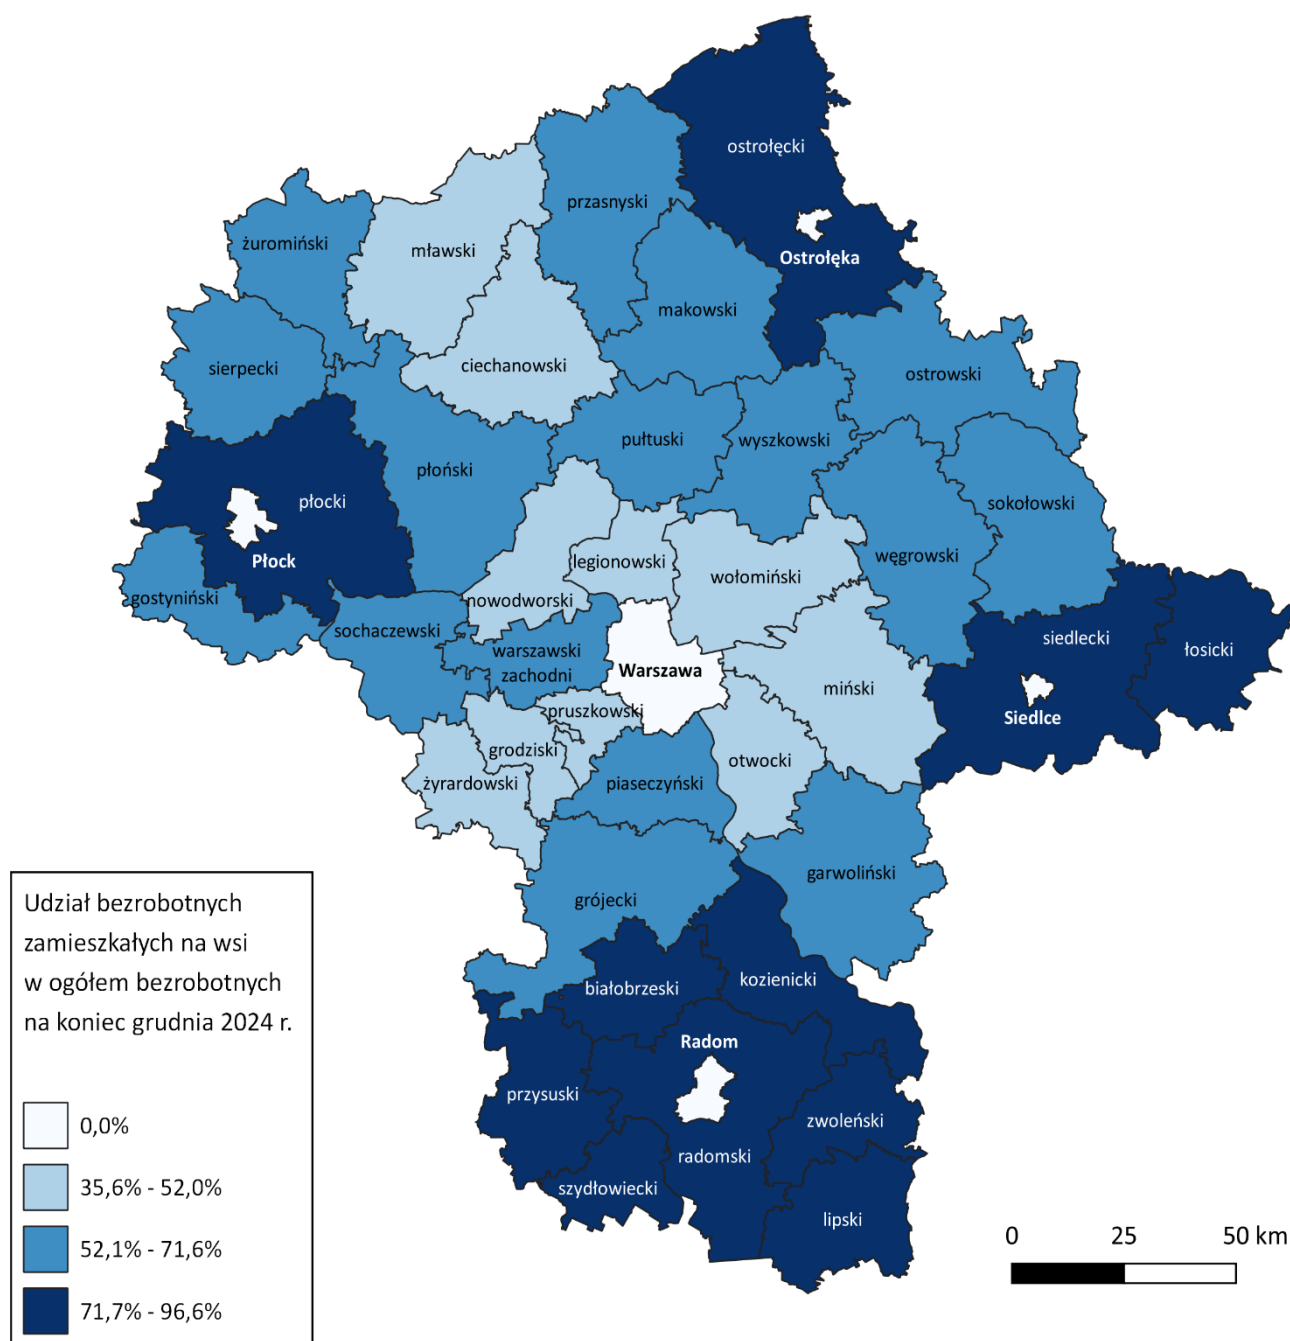 ostrołęcki
przasnyski
żuromiński
mławski
Ostrołęka
makowski
sierpecki
ciechanowski
ostrowski
pułtuski
wyszkowski
płoński
płocki
sokołowski
węgrowski
Płock
legionowski
wołomiński
gostyniński
nowodworski
sochaczewski
warszawski
zachodni
siedlecki
łosicki
Warszawa
miński
pruszkowski
Siedlce
grodziski
otwocki
żyrardowski
piaseczyński
garwoliński
grójecki
Udział bezrobotnych
zamieszkałych na wsi
w ogółem bezrobotnych
na koniec grudnia 2024 r.
białobrzeski
kozienicki
Radom
przysuski
zwoleński
radomski
szydłowiecki
lipski
0,0%
35,6% - 52,0%
52,1% - 71,6%
71,7% - 96,6%
0 25 50 km